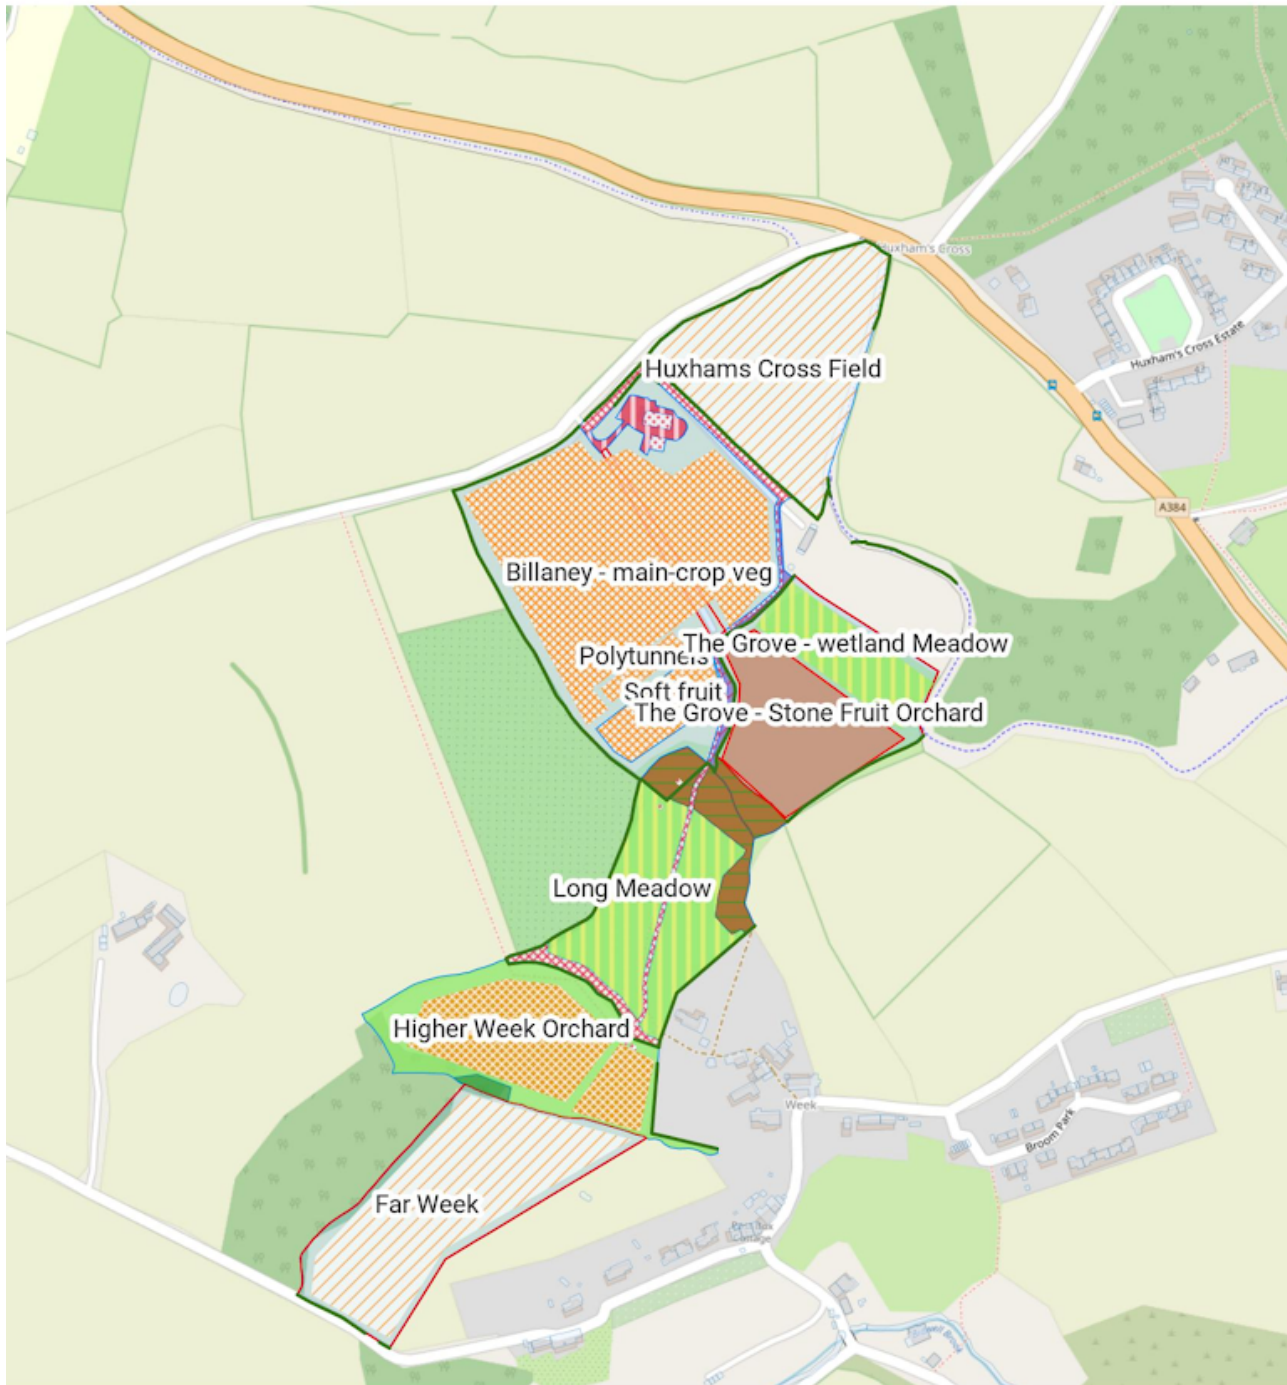 Huxham's Cross
Huxham's Cross Estate
Huxhams Cross Field
A384
Billaney - main-crop veg
The Grove - wetland Meadow
Polytunnels
Soft fruit
The Grove - Stone Fruit Orchard
Long Meadow
Higher Week Orchard
Week
Broom Park
Far Week
Cottage